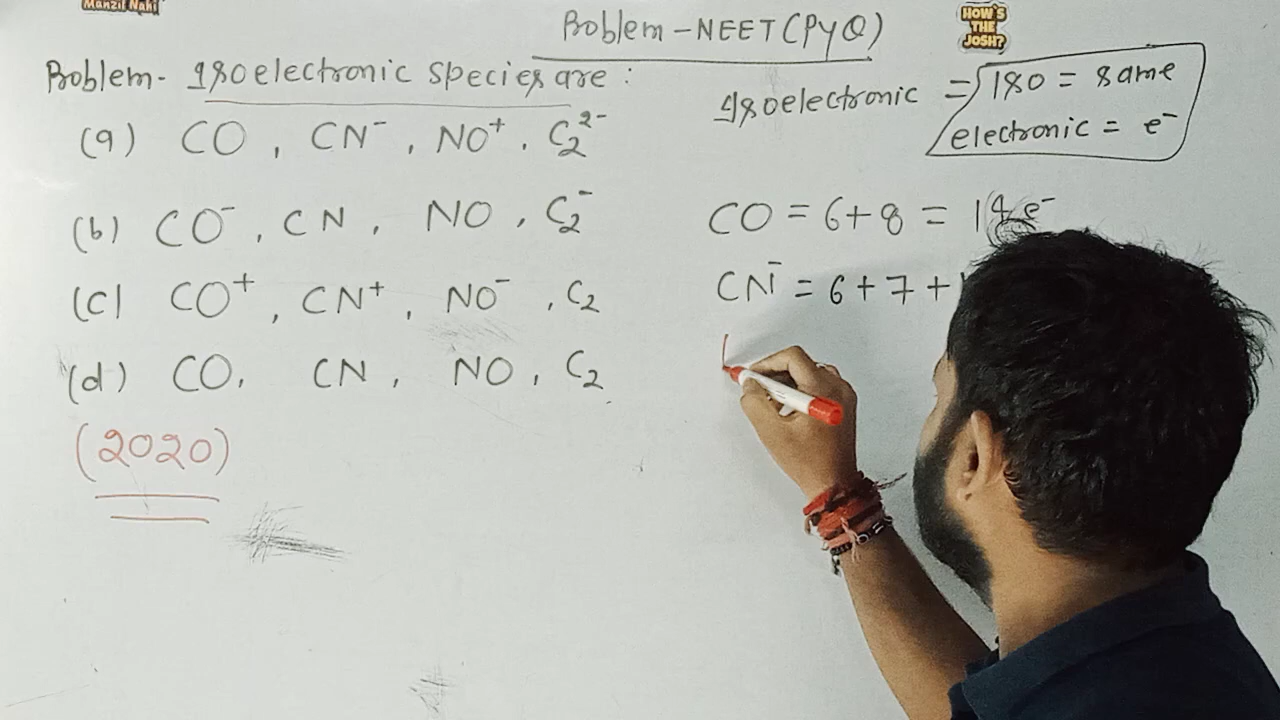 Manzil Nahi
Problem - NEET (PYQ)
HOW'S
THE
JOSH?
Problem - Isoelectronic species are :
(a) CO , CN⁻ , NO⁺ , C₂²⁻
(b) CO⁻ , CN , NO , C₂⁻
(c) CO⁺ , CN⁺ , NO⁻ , C₂
(d) CO, CN , NO , C₂
(2020)
Isoelectronic = iso = same
electronic = e⁻
CO = 6+8 = 14 e⁻
CN⁻ = 6+7+